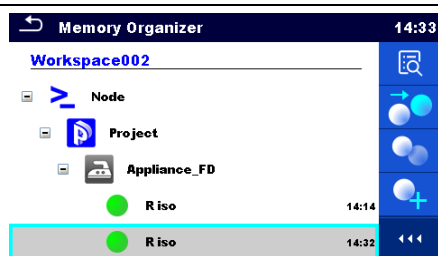 Memory Organizer 14:33
Workspace002
Node
Project
Appliance_FD
R iso 14:14
R iso 14:32